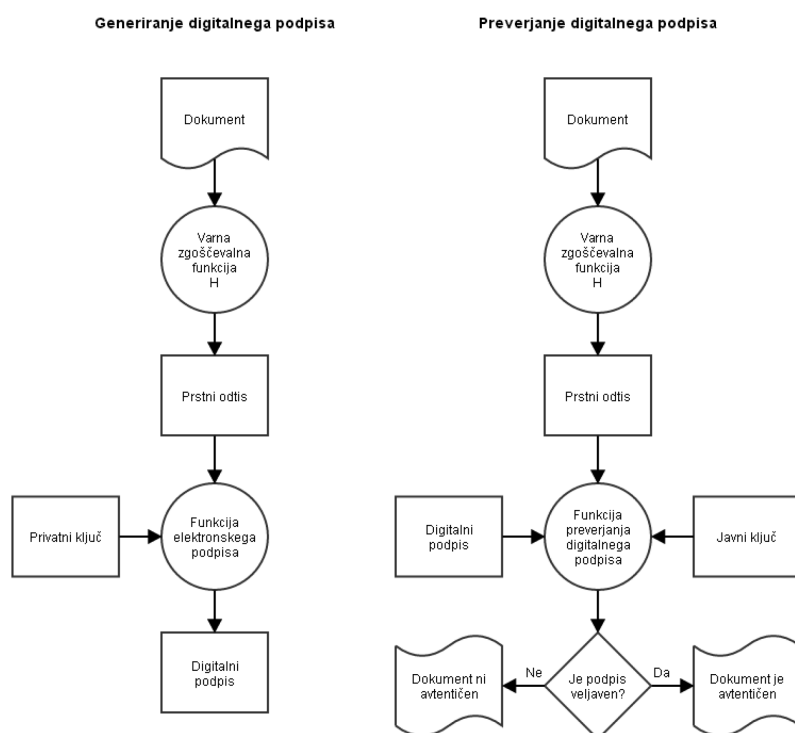 Generiranje digitalnega podpisa
Dokument
Varna
zgoščevalna
funkcija
H
Prstni odtis
Privatni ključ
Funkcija
elektronskega
podpisa
Digitalni
podpis
Preverjanje digitalnega podpisa
Dokument
Varna
zgoščevalna
funkcija
H
Prstni odtis
Digitalni
podpis
Funkcija
preverjanja
digitalnega
podpisa
Javni ključ
Dokument ni
avtentičen
Ne
Je podpis
veljaven?
Da
Dokument je
avtentičen